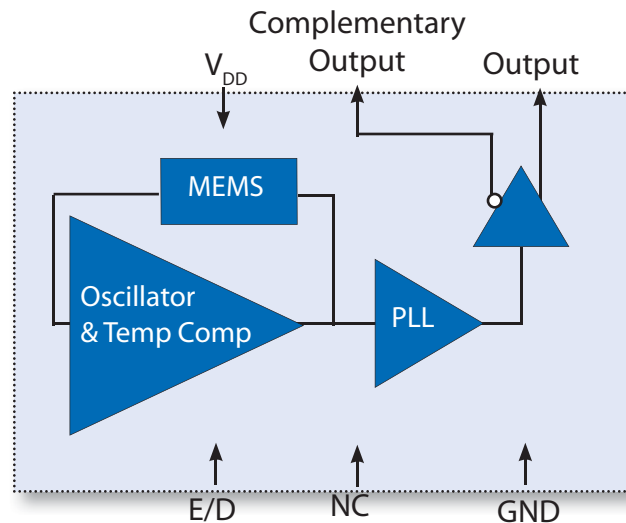 Complementary
Output
Output
VDD
MEMS
Oscillator
& Temp Comp
PLL
E/D
NC
GND